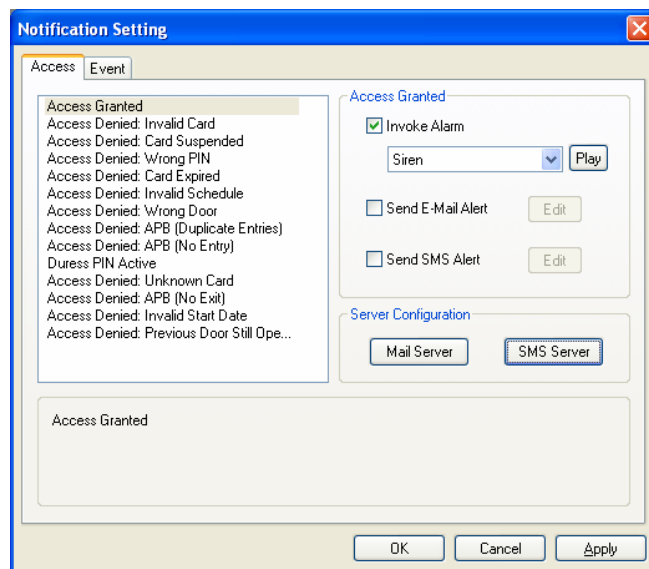 Notification Setting
Access
Event
Access Granted
Access Denied: Invalid Card
Access Denied: Card Suspended
Access Denied: Wrong PIN
Access Denied: Card Expired
Access Denied: Invalid Schedule
Access Denied: Wrong Door
Access Denied: APB (Duplicate Entries)
Access Denied: APB (No Entry)
Duress PIN Active
Access Denied: Unknown Card
Access Denied: APB (No Exit)
Access Denied: Invalid Start Date
Access Denied: Previous Door Still Ope...
Access Granted
Invoke Alarm
Siren
Play
Send E-Mail Alert
Edit
Send SMS Alert
Edit
Server Configuration
Mail Server
SMS Server
Access Granted
OK
Cancel
Apply